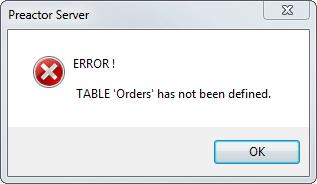 Preactor Server
ERROR !
TABLE 'Orders' has not been defined.
OK